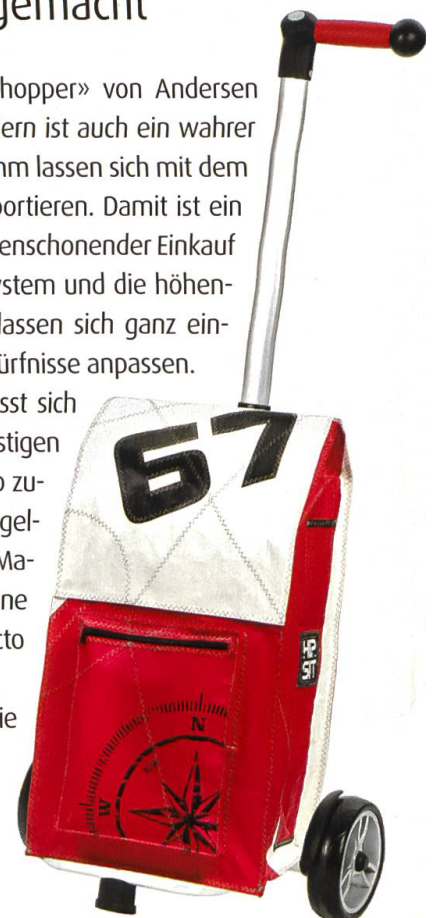 gemacht
hopper» von Andersen
ern ist auch ein wahrer
hm lassen sich mit dem
portieren. Damit ist ein
enschonender Einkauf
ystem und die höhen-
lassen sich ganz ein-
ürfnisse anpassen.
sst sich
stigen
o zu-
gel-
Ma-
ne
cto
ie
67
HIP
SIT
N
W